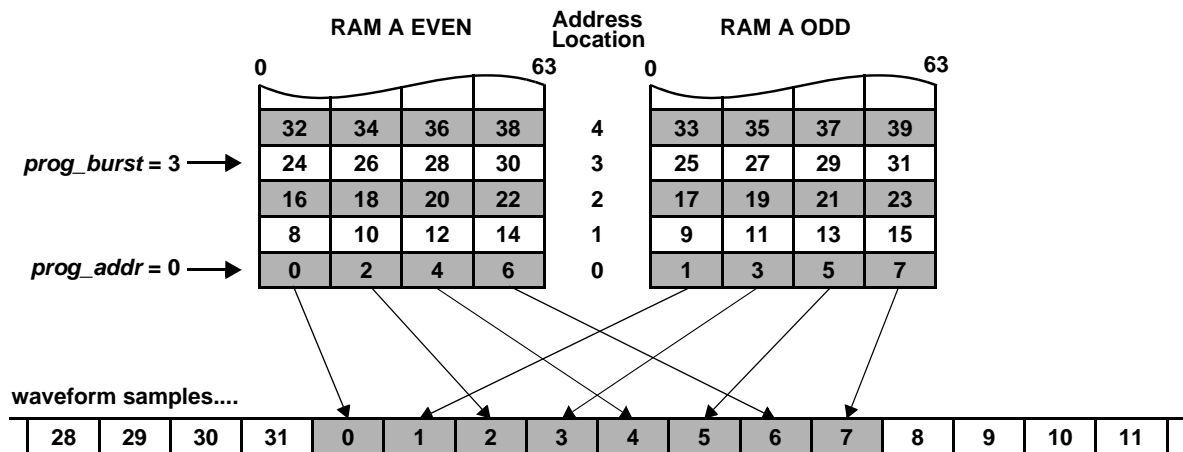 RAM A EVEN Address Location RAM A ODD
0 63 0 63
32 34 36 38 4 33 35 37 39
prog_burst = 3 24 26 28 30 3 25 27 29 31
16 18 20 22 2 17 19 21 23
8 10 12 14 1 9 11 13 15
prog_addr = 0 0 2 4 6 0 1 3 5 7
waveform samples....
28 29 30 31 0 1 2 3 4 5 6 7 8 9 10 11